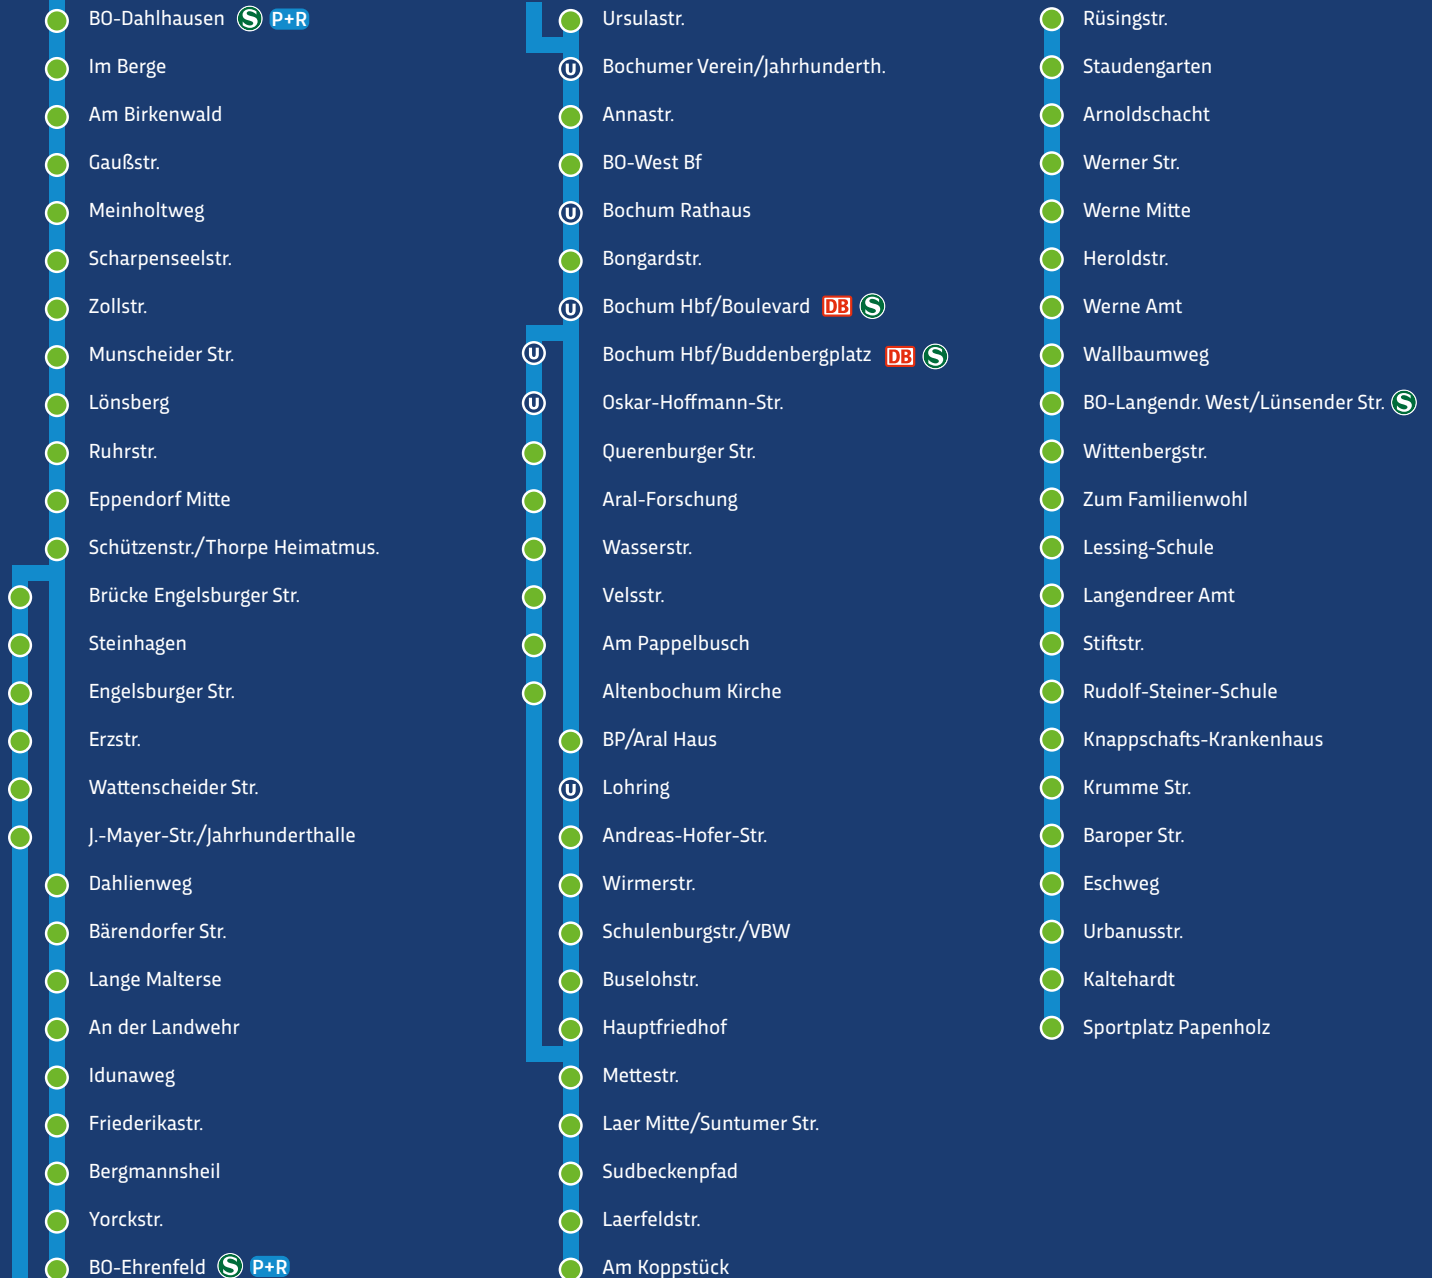 BO-Dahlhausen S P+R
Im Berge
Am Birkenwald
Gaußstr.
Meinholtweg
Scharpenseelstr.
Zollstr.
Munscheider Str.
Lönsberg
Ruhrstr.
Eppendorf Mitte
Schützenstr./Thorpe Heimatmus.
Brücke Engelsburger Str.
Steinhagen
Engelsburger Str.
Erzstr.
Wattenscheider Str.
J.-Mayer-Str./Jahrhunderthalle
Dahlienweg
Bärendorfer Str.
Lange Malterse
An der Landwehr
Idunaweg
Friederikastr.
Bergmannsheil
Yorckstr.
BO-Ehrenfeld S P+R
Ursulastr.
U Bochumer Verein/Jahrhunderth.
Annastr.
BO-West Bf
U Bochum Rathaus
Bongardstr.
U Bochum Hbf/Boulevard DB S
U Bochum Hbf/Buddenbergplatz DB S
U Oskar-Hoffmann-Str.
Querenburger Str.
Aral-Forschung
Wasserstr.
Velsstr.
Am Pappelbusch
Altenbochum Kirche
BP/Aral Haus
U Lohring
Andreas-Hofer-Str.
Wirmerstr.
Schulenburgstr./VBW
Buselohstr.
Hauptfriedhof
Mettestr.
Laer Mitte/Suntumer Str.
Sudbeckenpfad
Laerfeldstr.
Am Koppstück
Rüsingstr.
Staudengarten
Arnoldschacht
Werner Str.
Werne Mitte
Heroldstr.
Werne Amt
Wallbaumweg
BO-Langendr. West/Lünsender Str. S
Wittenbergstr.
Zum Familienwohl
Lessing-Schule
Langendreer Amt
Stiftstr.
Rudolf-Steiner-Schule
Knappschafts-Krankenhaus
Krumme Str.
Baroper Str.
Eschweg
Urbanusstr.
Kaltehardt
Sportplatz Papenholz